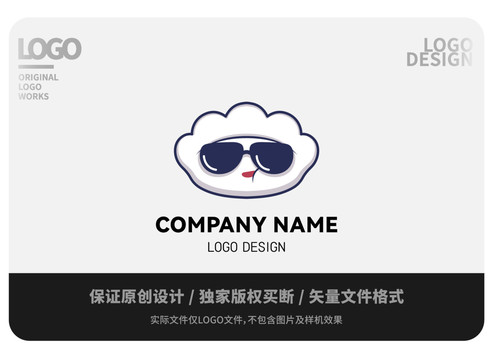 LOGO
ORIGINAL
LOGO
WORKS
LOGO
DESIGN
COMPANY NAME
LOGO DESIGN
保证原创设计 / 独家版权买断 / 矢量文件格式
实际文件仅LOGO文件,不包含图片及样机效果